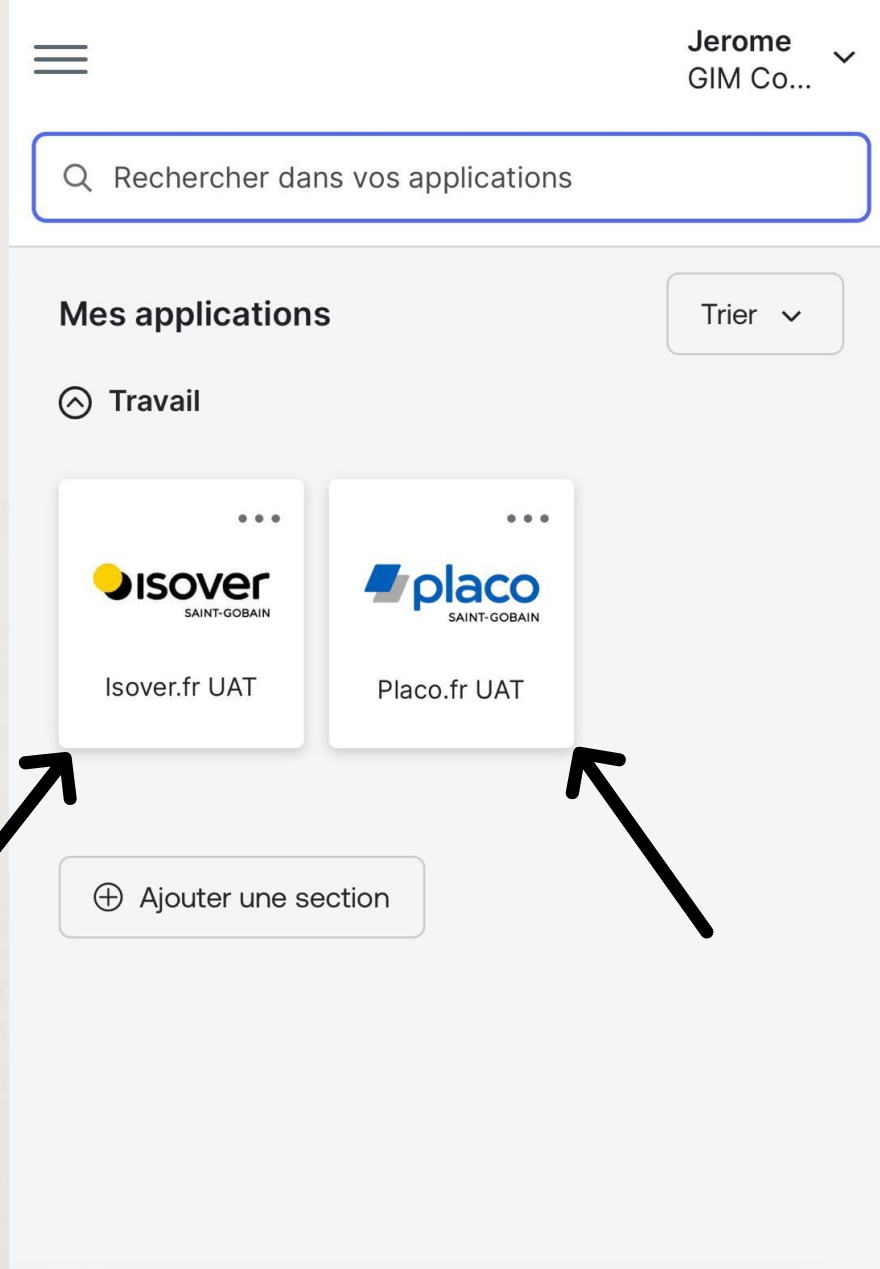 Jerome
GIM Co...
Rechercher dans vos applications
Mes applications
Trier
Travail
isover
SAINT-GOBAIN
Isover.fr UAT
placo
SAINT-GOBAIN
Placo.fr UAT
Ajouter une section